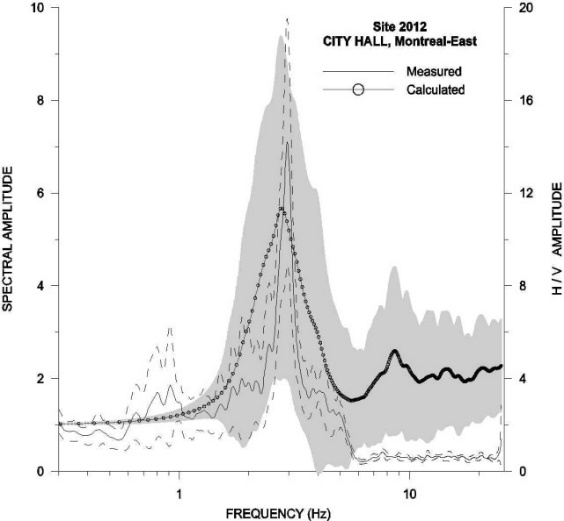 Site 2012
CITY HALL, Montreal-East
Measured
Calculated
SPECTRAL AMPLITUDE
10
8
6
4
2
0
H / V AMPLITUDE
20
16
12
8
4
0
1
10
FREQUENCY (Hz)